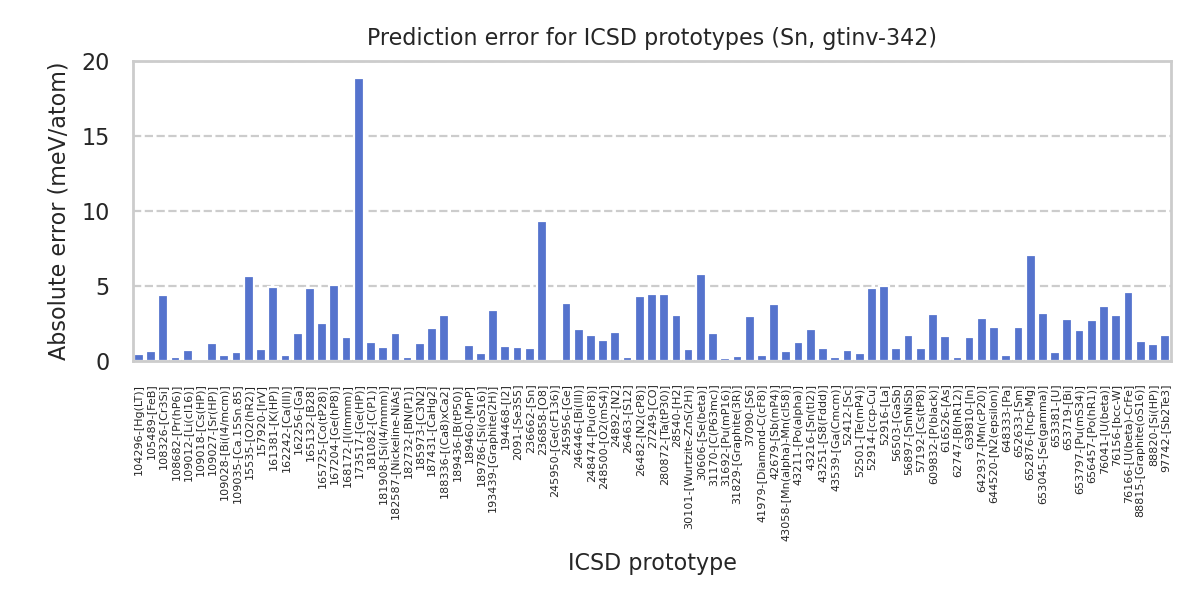 Prediction error for ICSD prototypes (Sn, gtinv-342)
Absolute error (meV/atom)
20
15
10
5
0
104296-[Hg(LT)]
105489-[FeB]
108326-[Cr3Si]
108682-[Pr(hP6)]
109012-[Li(cI16)]
109018-[Cs(HP)]
109027-[Sr(HP)]
109028-[Bi(I4/mcm)]
109035-[Ca.15Sn.85]
15535-[O2(hR2)]
157920-[IrV]
161381-[K(HP)]
162242-[Ca(III)]
162256-[Ga]
165132-[B28]
165725-[Co(tP28)]
167204-[Ge(hP8)]
168172-[I(Immm)]
173517-[Ge(HP)]
181082-[C(P1)]
181908-[Si(I4/mmm)]
182587-[Nickeline-NiAs]
182732-[BN(P1)]
185973-[C3N2]
187431-[CaHg2]
188336-[(Ca8)xCa2]
189436-[B(tP50)]
189460-[MnP]
189786-[Si(oS16)]
193439-[Graphite(2H)]
194468-[I2]
2091-[Se3S5]
236662-[Sn]
236858-[O8]
245950-[Ge(cF136)]
245956-[Ge]
246446-[Bi(III)]
248474-[Pu(oF8)]
248500-[O2(mS4)]
24892-[N2]
26463-[S12]
26482-[N2(cP8)]
27249-[CO]
280872-[Ta(tP30)]
28540-[H2]
30101-[Wurtzite-ZnS(2H)]
30606-[Se(beta)]
31170-[C(P63mc)]
31692-[Pu(mP16)]
31829-[Graphite(3R)]
37090-[S6]
41979-[Diamond-C(cF8)]
42679-[Sb(mP4)]
43058-[Mn(alpha)-Mn(cI58)]
43211-[Po(alpha)]
43216-[Sn(tI2)]
43251-[S8(Fddd)]
43539-[Ga(Cmcm)]
52412-[Sc]
52501-[Te(mP4)]
52914-[ccp-Cu]
52916-[La]
56503-[GaSb]
56897-[SmNiSb]
57192-[Cs(tP8)]
609832-[P(black)]
616526-[As]
62747-[B(hR12)]
639810-[In]
642937-[Mn(cP20)]
644520-[N2(epsilon)]
648333-[Pa]
652633-[Sm]
652876-[hcp-Mg]
653045-[Se(gamma)]
653381-[U]
653719-[Bi]
653797-[Pu(mS34)]
656457-[Po(hR1)]
76041-[U(beta)]
76156-[bcc-W]
76166-[U(beta)-CrFe]
88815-[Graphite(oS16)]
88820-[Si(HP)]
97742-[Sb2Te3]
ICSD prototype